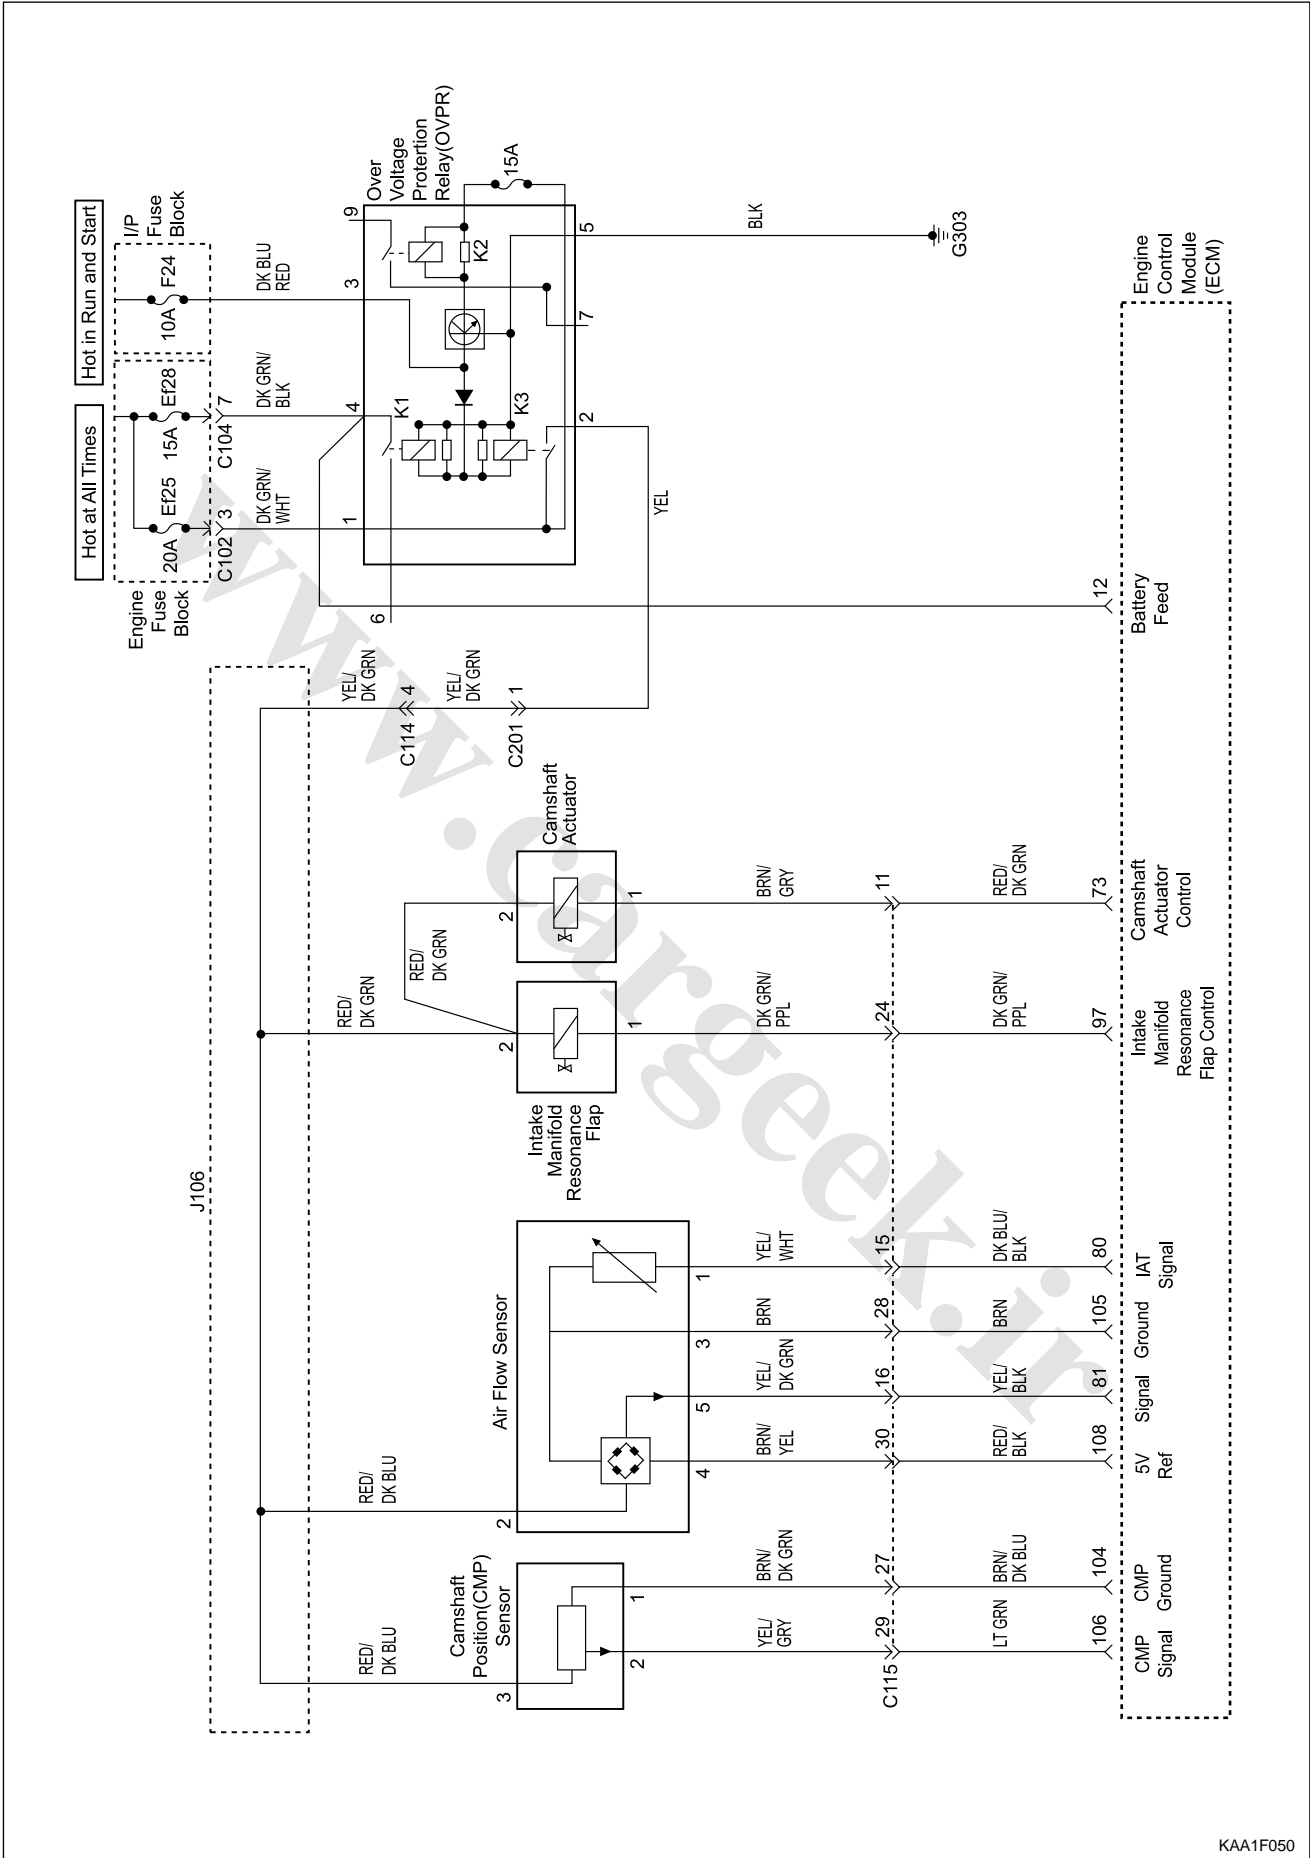 Hot at All Times
Hot in Run and Start
Engine
Fuse
Block
20A
Ef25
15A
Ef28
10A
F24
I/P
Fuse
Block
C102
3
C104
7
DK GRN/
WHT
DK GRN/
BLK
DK BLU
RED
Over
Voltage
Protertion
Relay(OVPR)
6
1
4
3
9
K1
K3
K2
15A
2
7
5
YEL
BLK
G303
J106
YEL/
DK GRN
C114
4
YEL/
DK GRN
C201
1
RED/
DK BLU
RED/
DK BLU
RED/
DK GRN
RED/
DK GRN
Camshaft
Position(CMP)
Sensor
3
2
1
Air Flow Sensor
2
4
5
3
1
Intake
Manifold
Resonance
Flap
2
1
Camshaft
Actuator
2
1
YEL/
GRY
BRN/
DK GRN
BRN/
YEL
YEL/
DK GRN
BRN
YEL/
WHT
DK GRN/
PPL
BRN/
GRY
C115
29
27
30
16
28
15
24
11
LT GRN
BRN/
DK BLU
RED/
BLK
YEL/
BLK
BRN
DK BLU/
BLK
DK GRN/
PPL
RED/
DK GRN
106
104
108
81
105
80
97
73
12
CMP
Signal
CMP
Ground
5V
Ref
Signal
Ground
IAT
Signal
Intake
Manifold
Resonance
Flap Control
Camshaft
Actuator
Control
Battery
Feed
Engine
Control
Module
(ECM)
www.cargeek.ir
KAA1F050